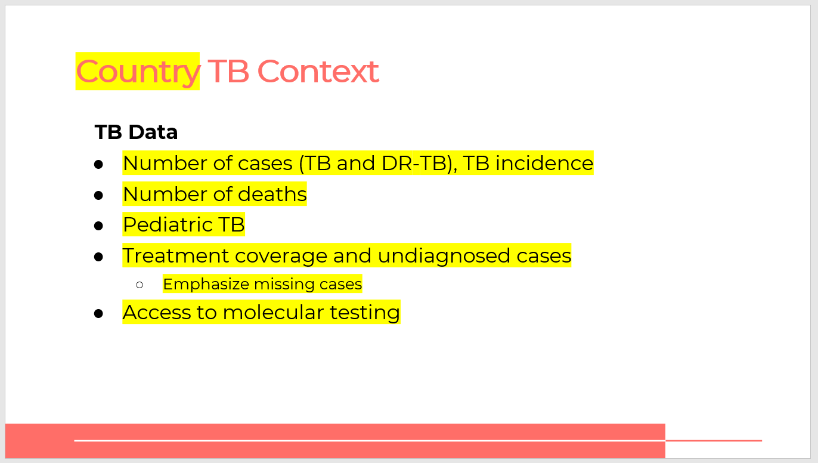 Country TB Context
TB Data
● Number of cases (TB and DR-TB), TB incidence
● Number of deaths
● Pediatric TB
● Treatment coverage and undiagnosed cases
○ Emphasize missing cases
● Access to molecular testing